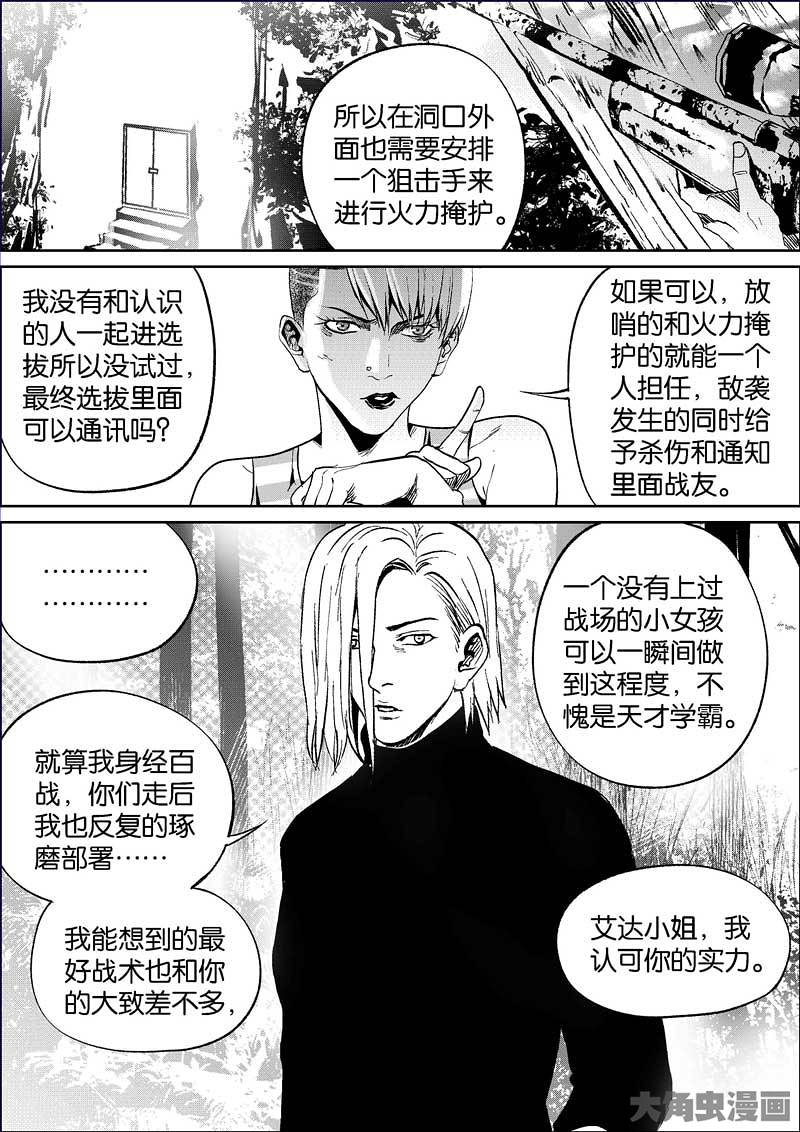 所以在洞口外
面也需要安排
一个狙击手来
进行火力掩护。
如果可以，放
哨的和火力掩
护的就能一个
人担任，敌袭
发生的同时给
予杀伤和通知
里面战友。
我没有和认识
的人一起进选
拔所以没试过，
最终选拔里面
可以通讯吗？
…………
…………
一个没有上过
战场的小女孩
可以一瞬间做
到这程度，不
愧是天才学霸。
就算我身经百
战，你们走后
我也反复的琢
磨部署……
我能想到的最
好战术也和你
的大致差不多，
艾达小姐，我
认可你的实力。
大角虫漫画